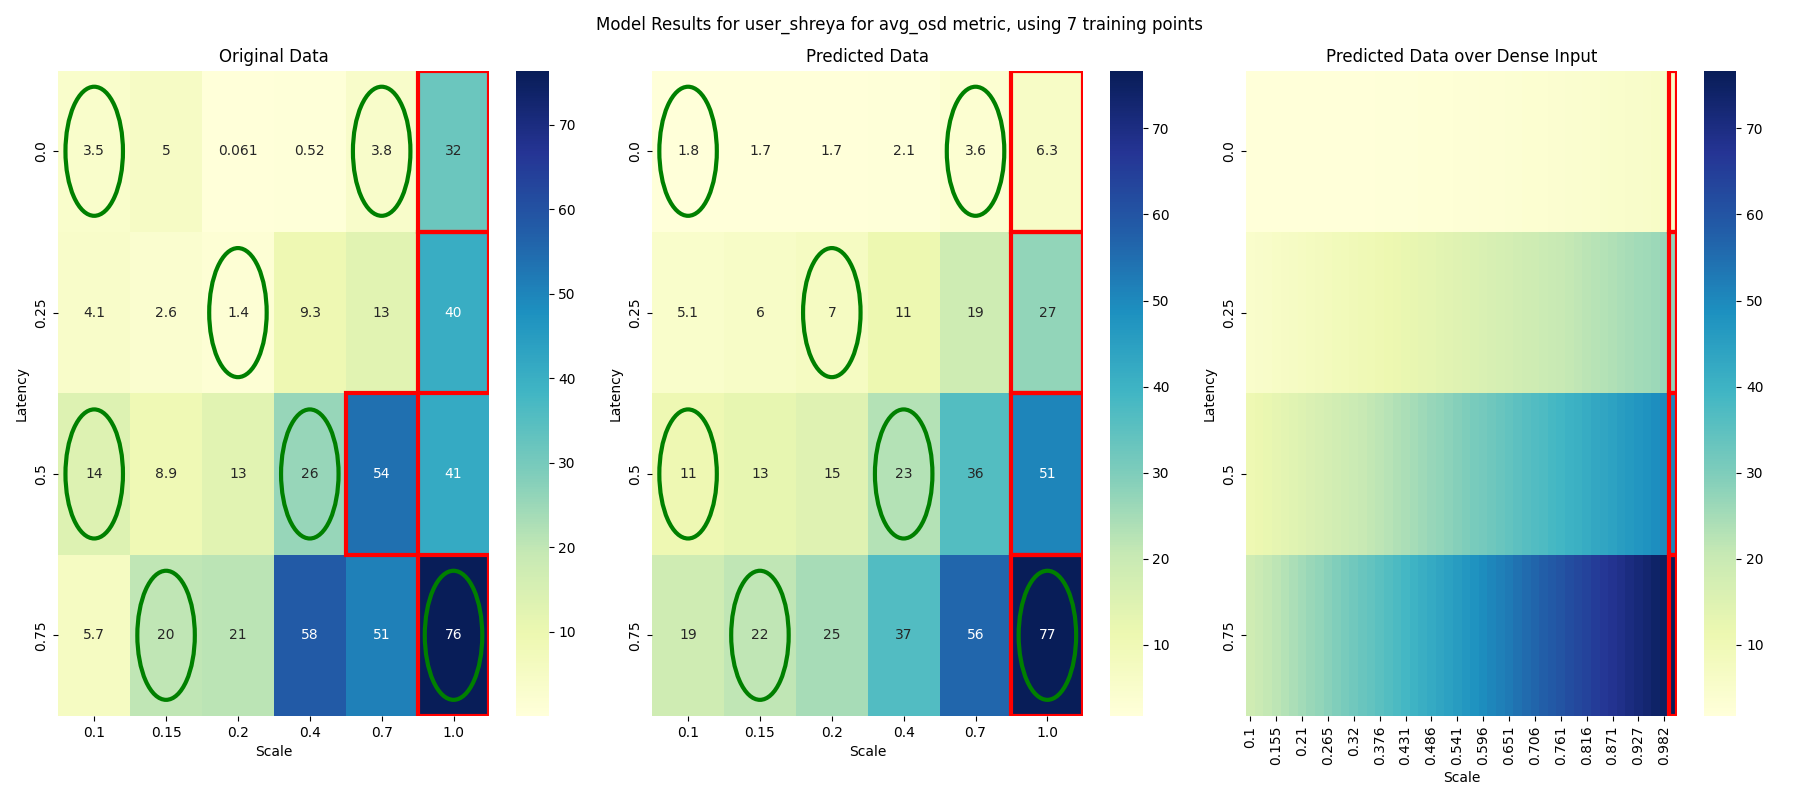 Model Results for user_shreya for avg_osd metric, using 7 training points
Original Data
Latency
0.0
0.25
0.5
0.75
3.5 5 0.061 0.52 3.8 32
4.1 2.6 1.4 9.3 13 40
14 8.9 13 26 54 41
5.7 20 21 58 51 76
0.1 0.15 0.2 0.4 0.7 1.0
Scale
70
60
50
40
30
20
10
Predicted Data
Latency
0.0
0.25
0.5
0.75
1.8 1.7 1.7 2.1 3.6 6.3
5.1 6 7 11 19 27
11 13 15 23 36 51
19 22 25 37 56 77
0.1 0.15 0.2 0.4 0.7 1.0
Scale
70
60
50
40
30
20
10
Predicted Data over Dense Input
Latency
0.0
0.25
0.5
0.75
0.1 0.155 0.21 0.265 0.32 0.376 0.431 0.486 0.541 0.596 0.651 0.706 0.761 0.816 0.871 0.927 0.982
Scale
70
60
50
40
30
20
10